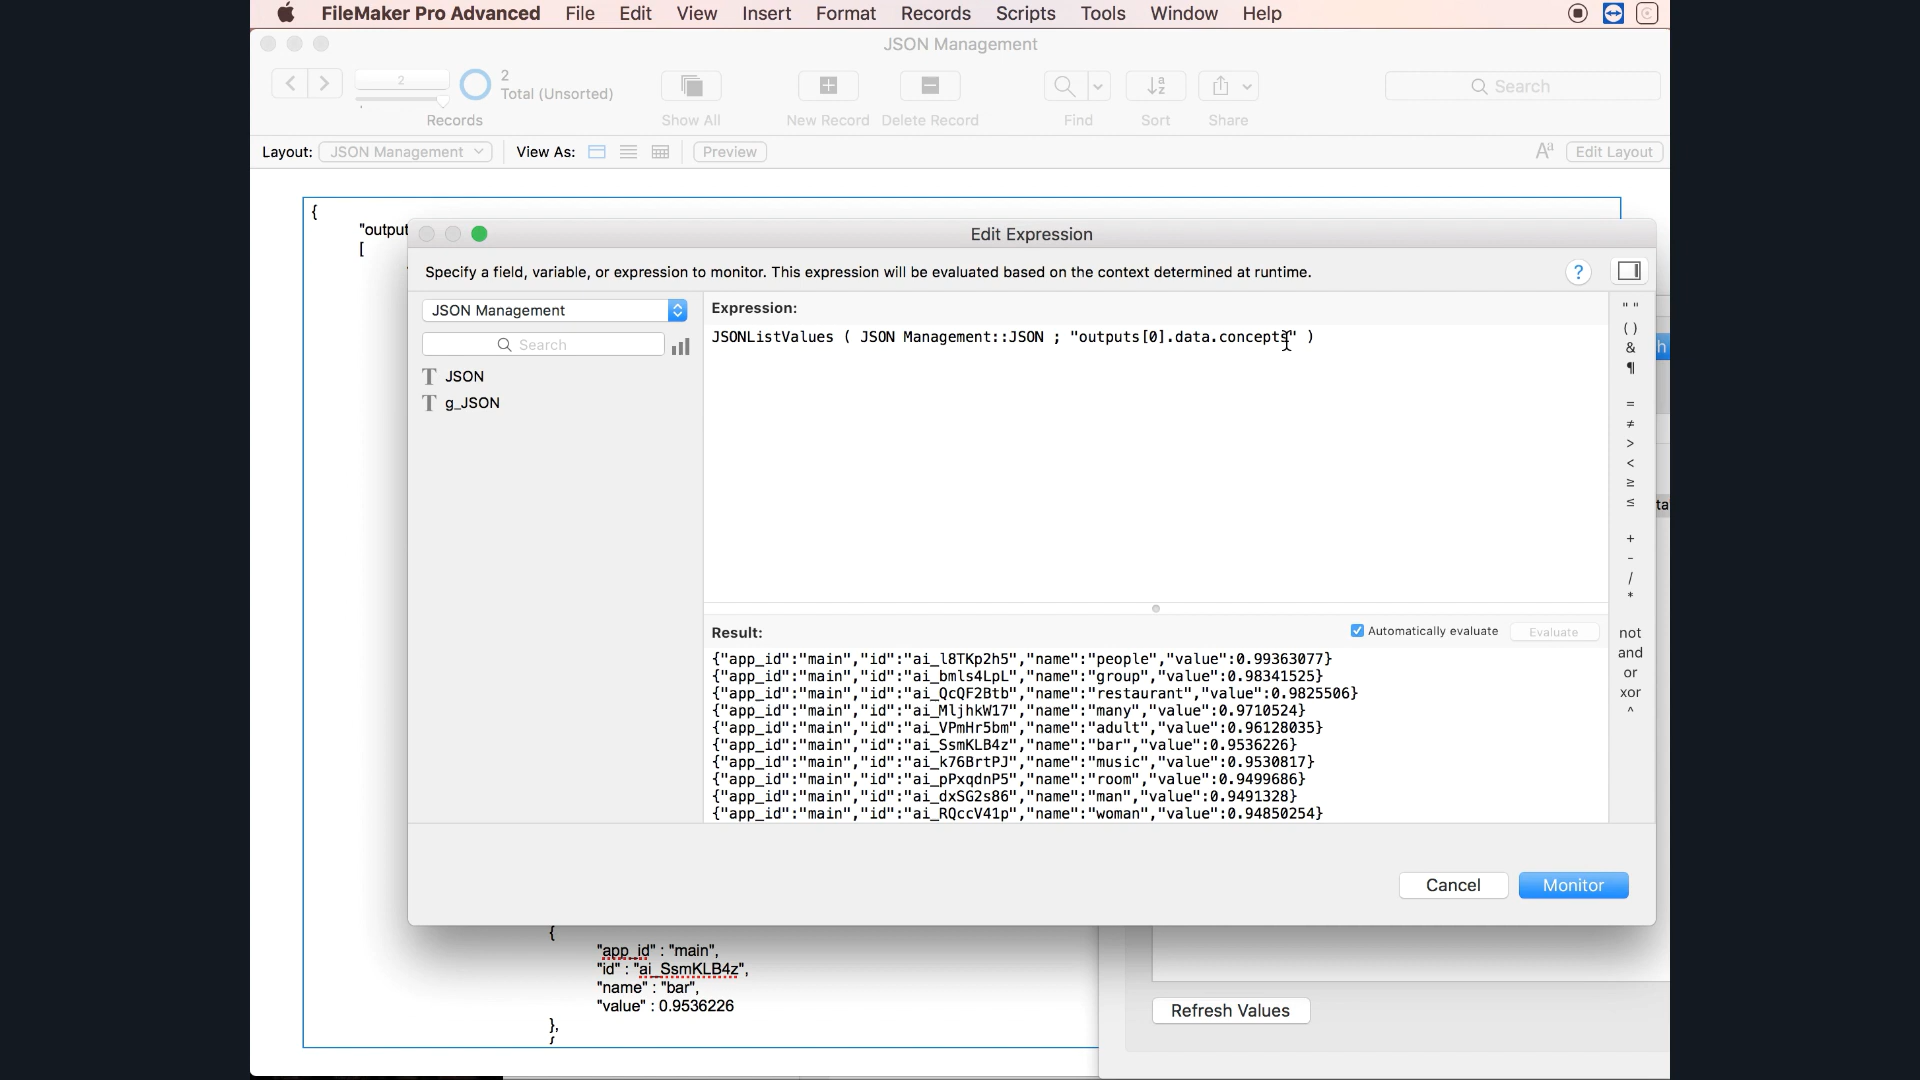 FileMaker Pro Advanced File Edit View Insert Format Records Scripts Tools Window Help
JSON Management
2
2
Total (Unsorted)
Records
Show All
New Record
Delete Record
Find
Sort
Share
Search
Layout: JSON Management View As: Preview Aa Edit Layout
{
"output
[
Edit Expression
Specify a field, variable, or expression to monitor. This expression will be evaluated based on the context determined at runtime.
?
JSON Management
Search
T JSON
T g_JSON
Expression:
JSONListValues ( JSON Management::JSON ; "outputs[0].data.concepts" )
" "
( )
&
¶
=
≠
>
<
≥
≤
+
-
/
*
not
and
or
xor
^
h
ta
Result:
Automatically evaluate
Evaluate
{"app_id":"main","id":"ai_l8TKp2h5","name":"people","value":0.99363077}
{"app_id":"main","id":"ai_bmls4LpL","name":"group","value":0.98341525}
{"app_id":"main","id":"ai_QcQF2Btb","name":"restaurant","value":0.9825506}
{"app_id":"main","id":"ai_MljhkW17","name":"many","value":0.9710524}
{"app_id":"main","id":"ai_VPmHr5bm","name":"adult","value":0.96128035}
{"app_id":"main","id":"ai_SsmKLB4z","name":"bar","value":0.9536226}
{"app_id":"main","id":"ai_k76BrtPJ","name":"music","value":0.9530817}
{"app_id":"main","id":"ai_pPxqdnP5","name":"room","value":0.9499686}
{"app_id":"main","id":"ai_dxSG2s86","name":"man","value":0.9491328}
{"app_id":"main","id":"ai_RQccV41p","name":"woman","value":0.94850254}
Cancel
Monitor
{
"app_id" : "main",
"id" : "ai_SsmKLB4z",
"name" : "bar",
"value" : 0.9536226
},
{
Refresh Values